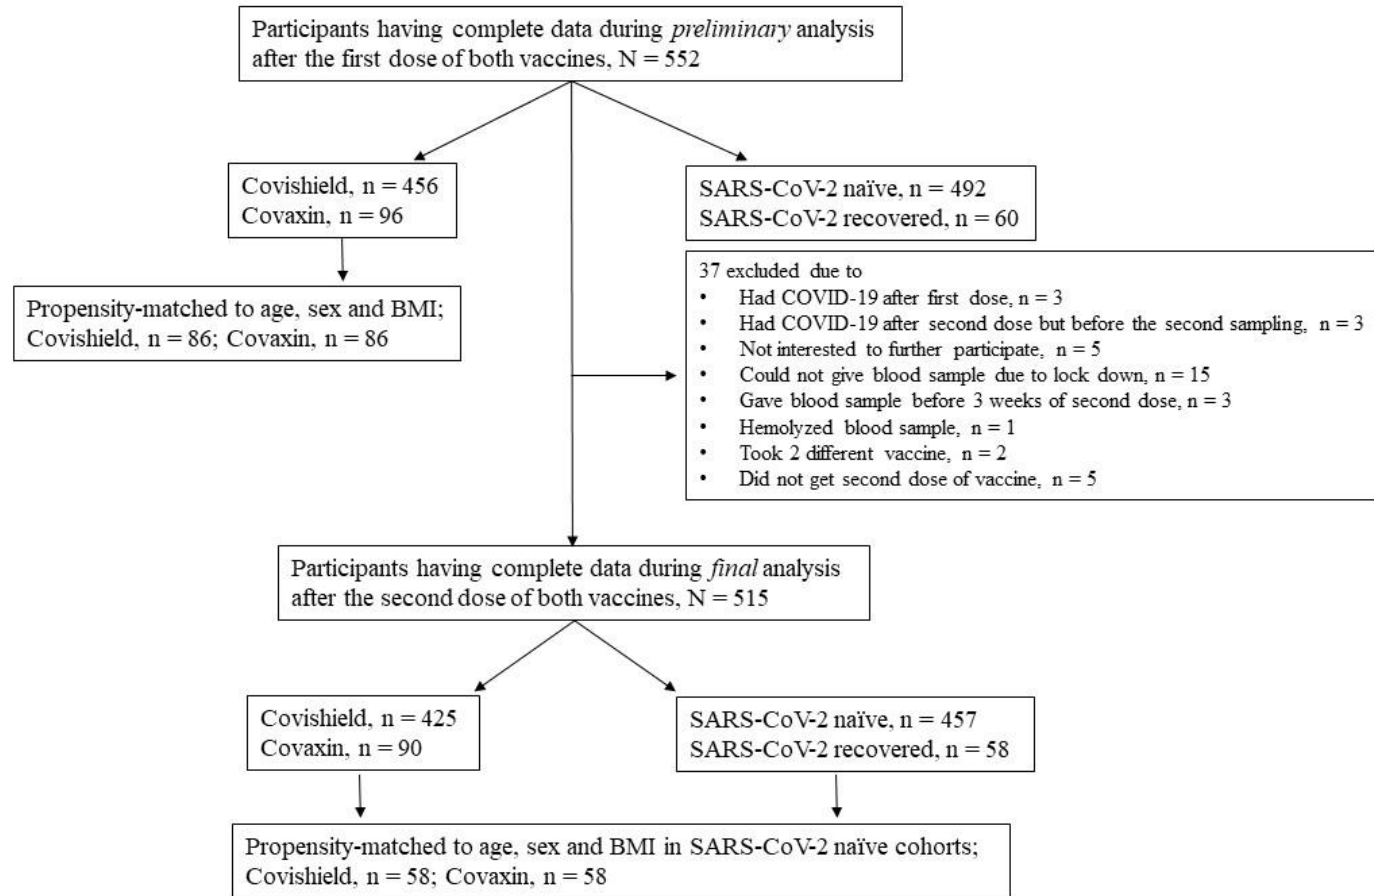 Participants having complete data during preliminary analysis
after the first dose of both vaccines, N = 552
Covishield, n = 456
Covaxin, n = 96
SARS-CoV-2 naïve, n = 492
SARS-CoV-2 recovered, n = 60
Propensity-matched to age, sex and BMI;
Covishield, n = 86; Covaxin, n = 86
37 excluded due to
• Had COVID-19 after first dose, n = 3
• Had COVID-19 after second dose but before the second sampling, n = 3
• Not interested to further participate, n = 5
• Could not give blood sample due to lock down, n = 15
• Gave blood sample before 3 weeks of second dose, n = 3
• Hemolyzed blood sample, n = 1
• Took 2 different vaccine, n = 2
• Did not get second dose of vaccine, n = 5
Participants having complete data during final analysis
after the second dose of both vaccines, N = 515
Covishield, n = 425
Covaxin, n = 90
SARS-CoV-2 naïve, n = 457
SARS-CoV-2 recovered, n = 58
Propensity-matched to age, sex and BMI in SARS-CoV-2 naïve cohorts;
Covishield, n = 58; Covaxin, n = 58